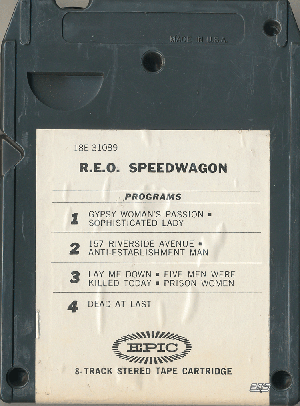 MADE IN U.S.A.
18E 31089
R.E.O. SPEEDWAGON
PROGRAMS
1 GYPSY WOMAN'S PASSION ▪
SOPHISTICATED LADY
2 157 RIVERSIDE AVENUE ▪
ANTI-ESTABLISHMENT MAN
3 LAY ME DOWN ▪ FIVE MEN WERE
KILLED TODAY ▪ PRISON WOMEN
4 DEAD AT LAST
EPIC
8-TRACK STEREO TAPE CARTRIDGE